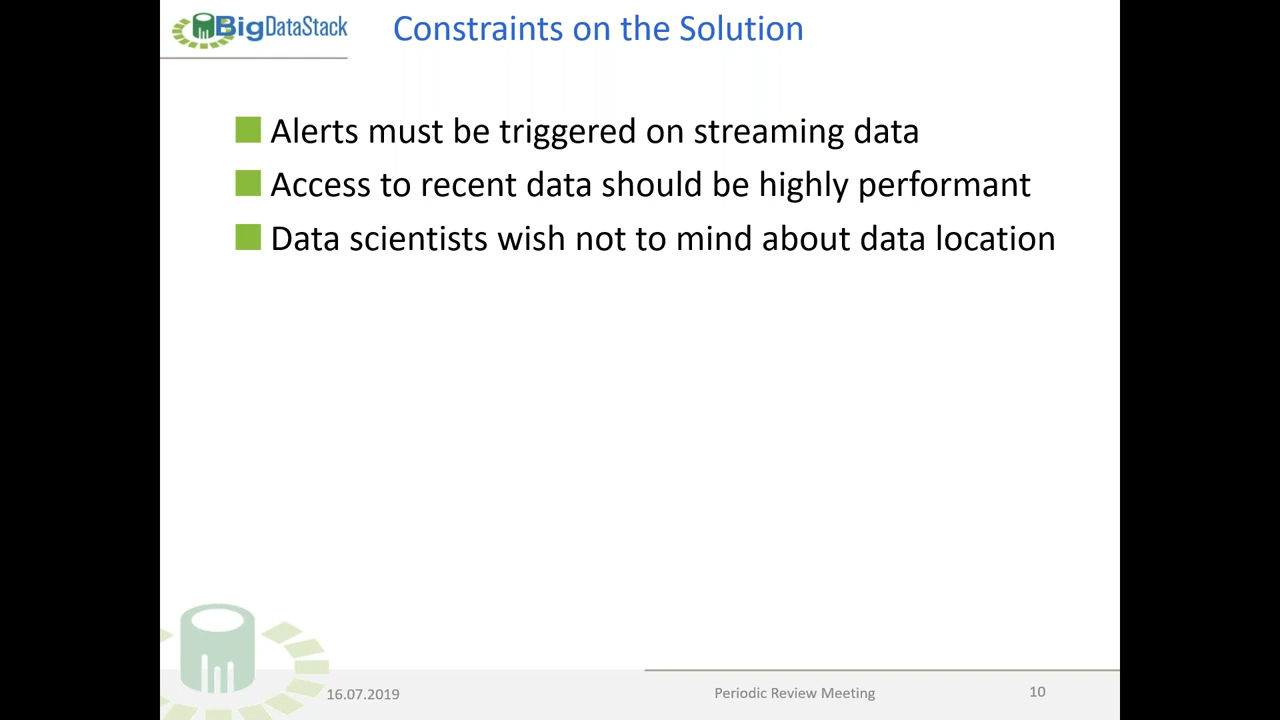 BigDataStack
Constraints on the Solution
Alerts must be triggered on streaming data
Access to recent data should be highly performant
Data scientists wish not to mind about data location
16.07.2019
Periodic Review Meeting
10